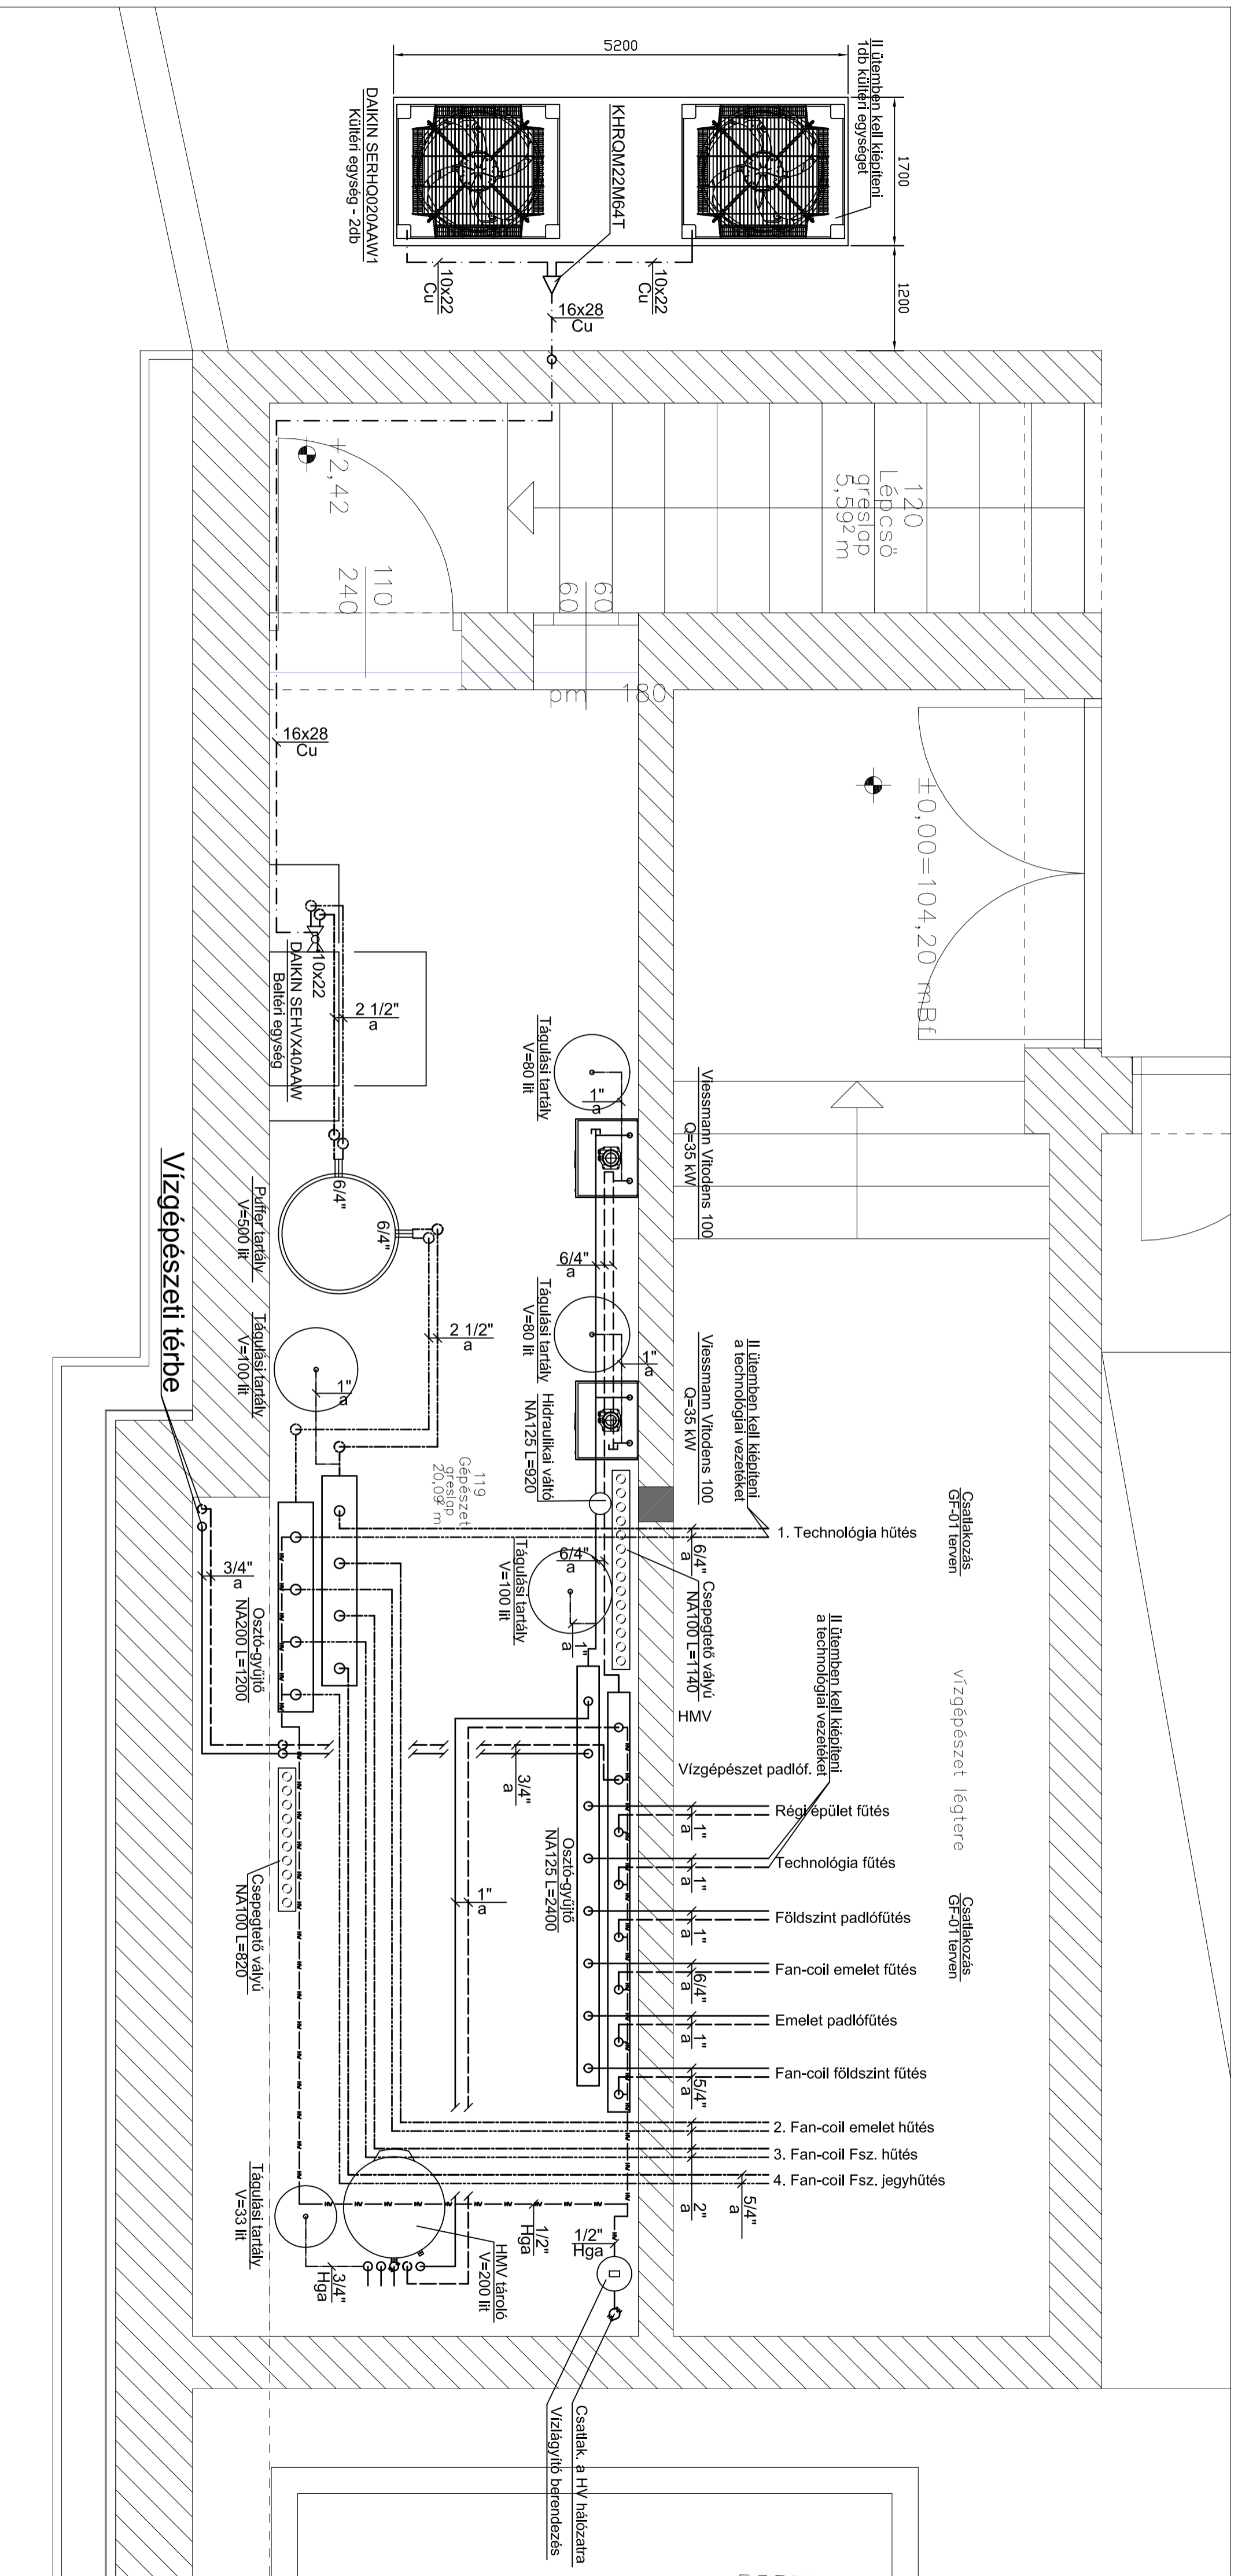 5200
II ütemben kell kiépíteni
1db kültéri egységet
1700
1200
KHRQM22M64T
DAIKIN SERHQ020AAW1
Kültéri egység - 2db
10x22
Cu
10x22
Cu
16x28
Cu
120
Lépcső
greslap
5,59² m
+2,42
110
240
60
60
pm 180
16x28
Cu
±0,00=104,20 mBf
10x22
DAIKIN SEHVX40AAW
Beltéri egység
2 1/2"
a
Tágulási tartály
V=80 lit
1"
a
Viessmann Vitodens 100
Q=35 kW
6/4"
6/4"
Puffer tartály
V=500 lit
Vízgépészeti térbe
6/4"
a
Tágulási tartály
V=80 lit
1"
a
Viessmann Vitodens 100
Q=35 kW
II ütemben kell kiépíteni
a technológiai vezetéket
2 1/2"
a
Tágulási tartály
V=100 lit
1"
a
Hidraulikai váltó
NA125 L=920
119
Gépészet
greslap
20,09² m
Csatlakozás
GF-01 terven
1. Technológia hűtés
6/4"
a
6/4"
a
Tágulási tartály
V=100 lit
1"
a
Csepegtető vályú
NA100 L=1140
3/4"
a
Osztó-gyűjtő
NA200 L=1200
HMV
II ütemben kell kiépíteni
a technológiai vezetéket
vízgépészet légtere
Vízgépészet padlóf.
3/4"
a
Régi épület fűtés
1"
a
Technológia fűtés
1"
a
Osztó-gyűjtő
NA125 L=2400
1"
a
Csepegtető vályú
NA100 L=820
Földszint padlófűtés
1"
a
Csatlakozás
GF-01 terven
Fan-coil emelet fűtés
6/4"
a
Emelet padlófűtés
1"
a
Fan-coil földszint fűtés
5/4"
a
2. Fan-coil emelet hűtés
3. Fan-coil Fsz. hűtés
4. Fan-coil Fsz. jegyhűtés
2"
a
5/4"
a
Tágulási tartály
V=33 lit
3/4"
Hga
1/2"
Hga
1/2"
Hga
HMV tároló
V=200 lit
Csatlak. a HV hálózatra
Vízlágyító berendezés